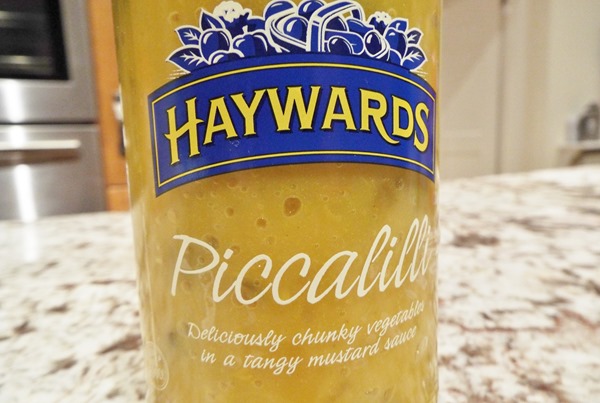 HAYWARDS
Piccalilli
Deliciously chunky vegetables
in a tangy mustard sauce